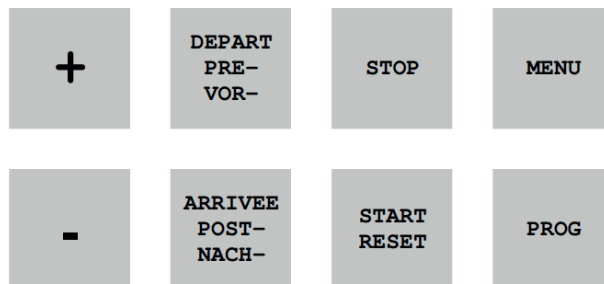 +
DEPART
PRE-
VOR-
STOP
MENU
-
ARRIVEE
POST-
NACH-
START
RESET
PROG